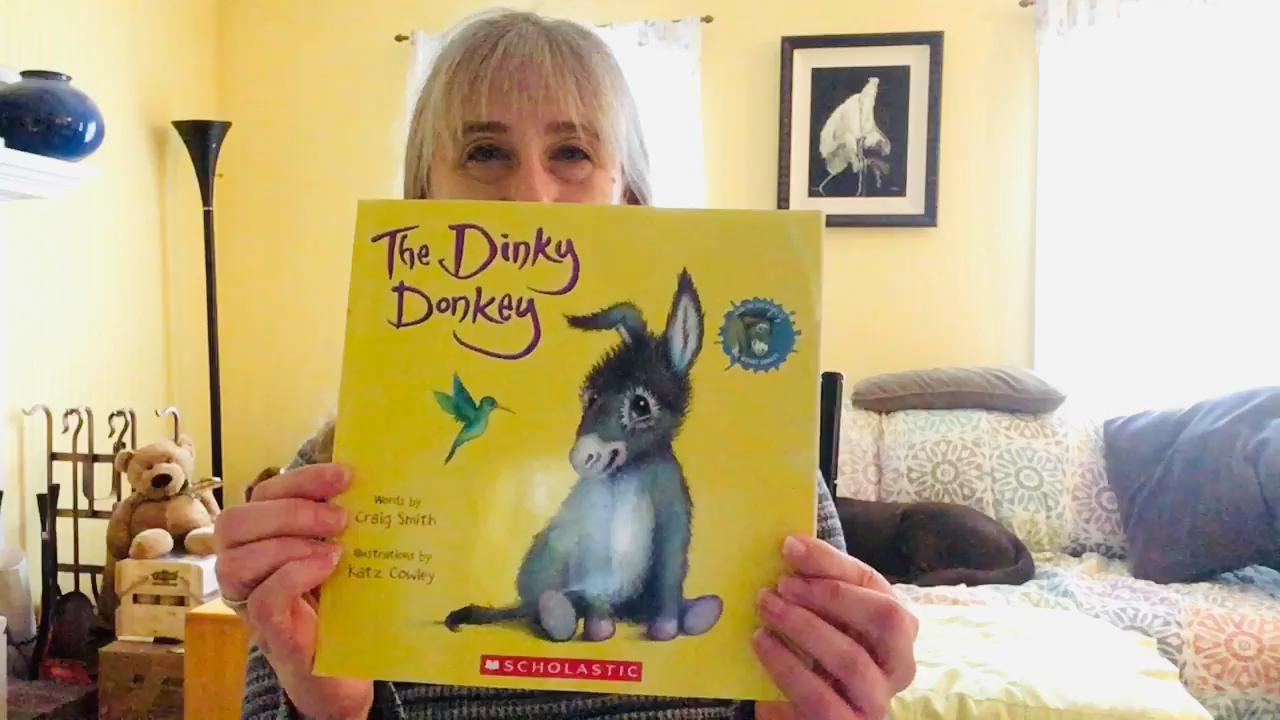 The Dinky
Donkey
Words by
Craig Smith
Illustrations by
Katz Cowley
SCHOLASTIC